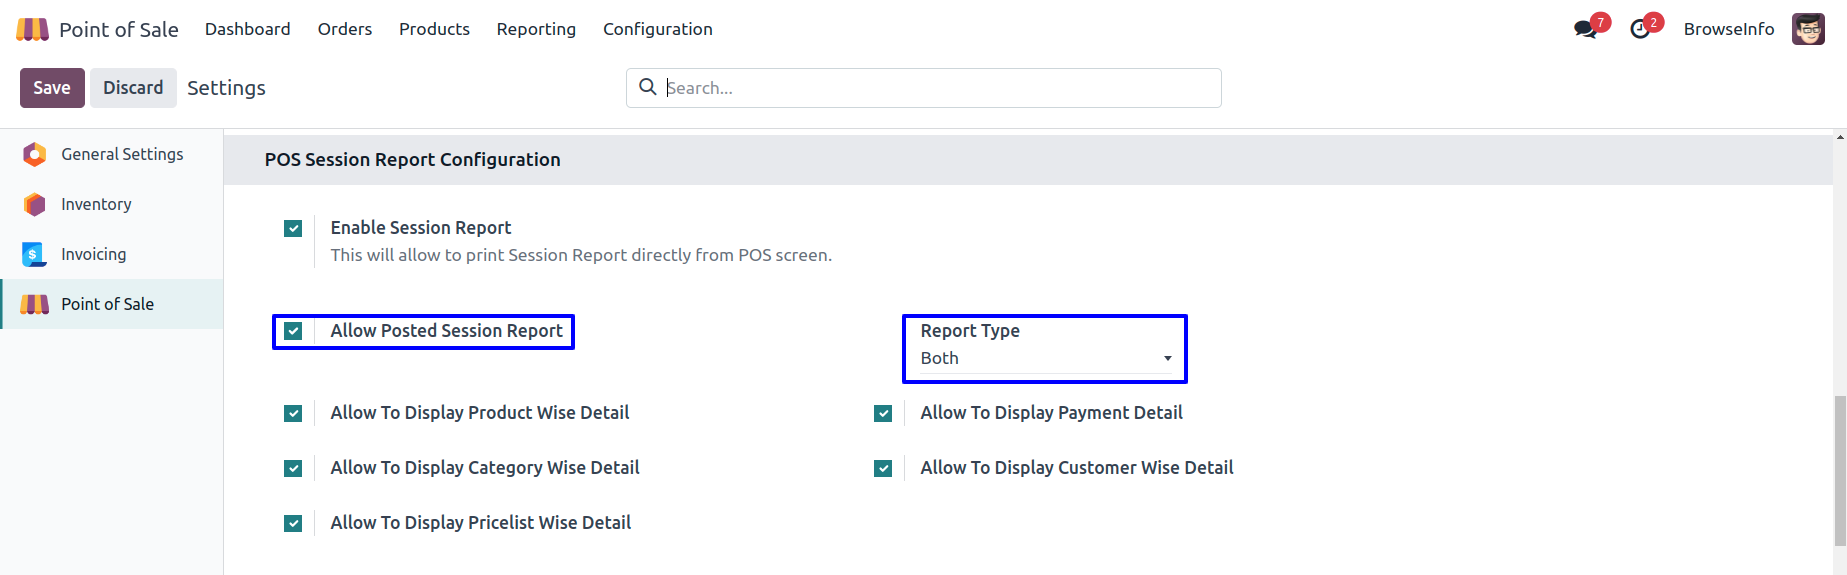 Point of Sale Dashboard Orders Products Reporting Configuration 7 2 BrowseInfo
Save Discard Settings Search...
General Settings
Inventory
Invoicing
Point of Sale
POS Session Report Configuration
Enable Session Report
This will allow to print Session Report directly from POS screen.
Allow Posted Session Report
Report Type
Both
Allow To Display Product Wise Detail
Allow To Display Payment Detail
Allow To Display Category Wise Detail
Allow To Display Customer Wise Detail
Allow To Display Pricelist Wise Detail